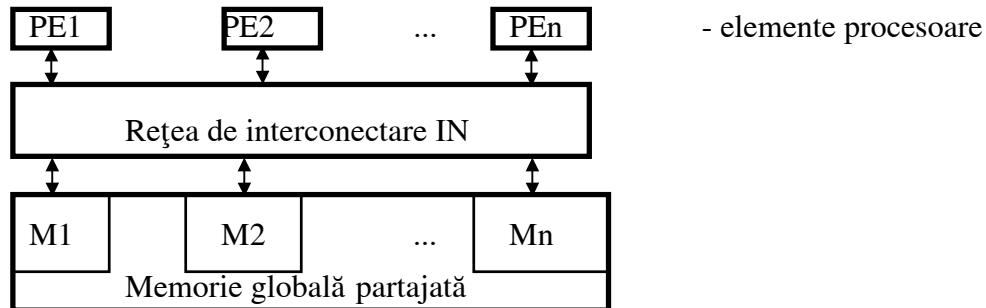 PE1 PE2 ... PEn - elemente procesoare
Reţea de interconectare IN
M1 M2 ... Mn
Memorie globală partajată